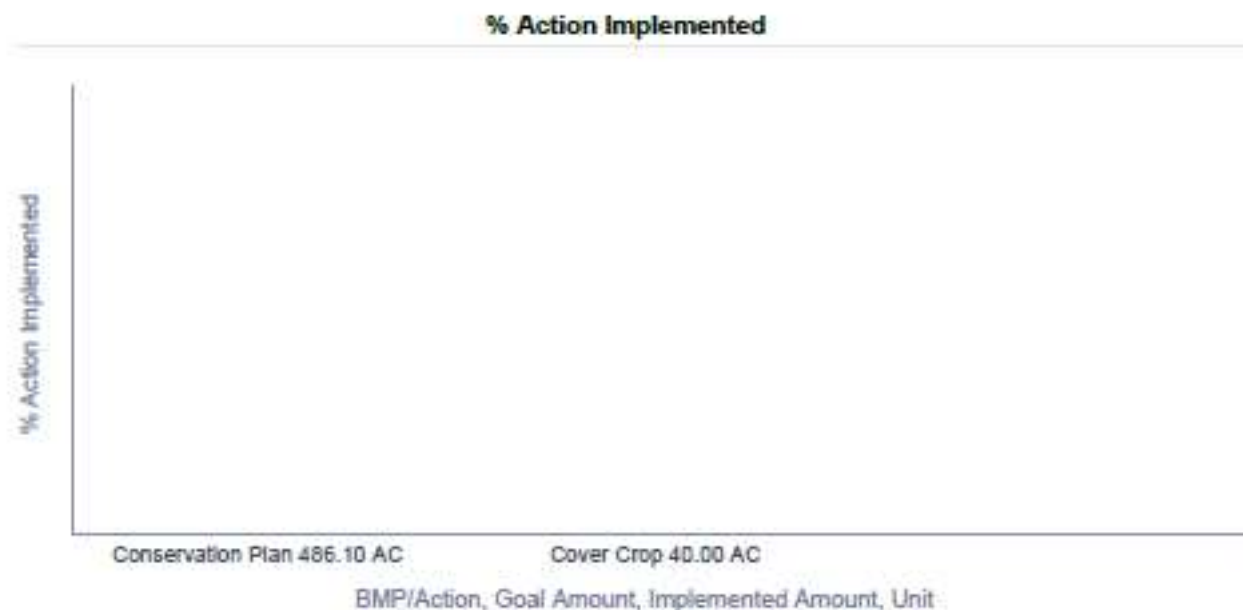 % Action Implemented
% Action Implemented
Conservation Plan 486.10 AC
Cover Crop 40.00 AC
BMP/Action, Goal Amount, Implemented Amount, Unit